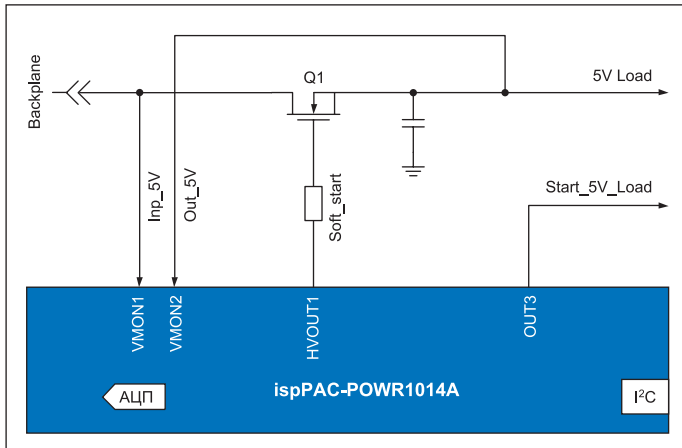 Q1
5V Load
Backplane
Inp_5V
Out_5V
Soft_start
Start_5V_Load
VMON1
VMON2
HVOUT1
OUT3
АЦП
ispPAC-POWR1014A
I²C